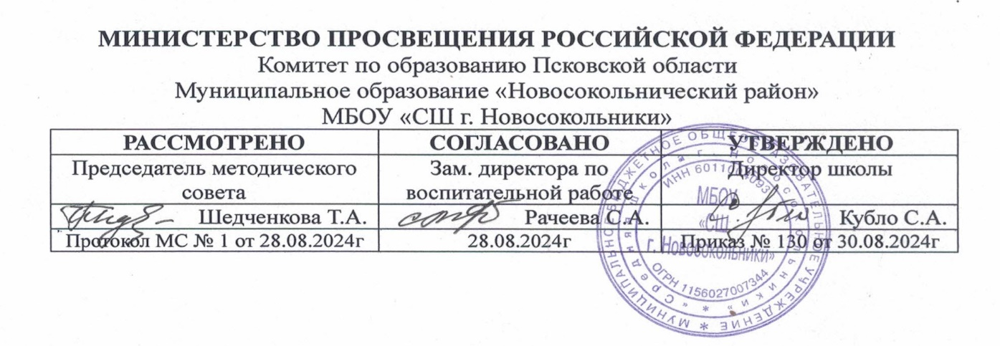 МИНИСТЕРСТВО ПРОСВЕЩЕНИЯ РОССИЙСКОЙ ФЕДЕРАЦИИ
Комитет по образованию Псковской области
Муниципальное образование «Новосокольнический район»
МБОУ «СШ г. Новосокольники»
РАССМОТРЕНО СОГЛАСОВАНО УТВЕРЖДЕНО
Председатель методического Зам. директора по Директор школы
совета воспитательной работе
Шедченкова Т.А. Рачеева С.А. Кубло С.А.
Протокол МС № 1 от 28.08.2024г 28.08.2024г Приказ № 130 от 30.08.2024г
МУНИЦИПАЛЬНОЕ БЮДЖЕТНОЕ ОБЩЕОБРАЗОВАТЕЛЬНОЕ УЧРЕЖДЕНИЕ *
«Средняя школа г. Новосокольники» *
ИНН
МБОУ
«СШ
г. Новосокольники»
ОГРН 1156027007344